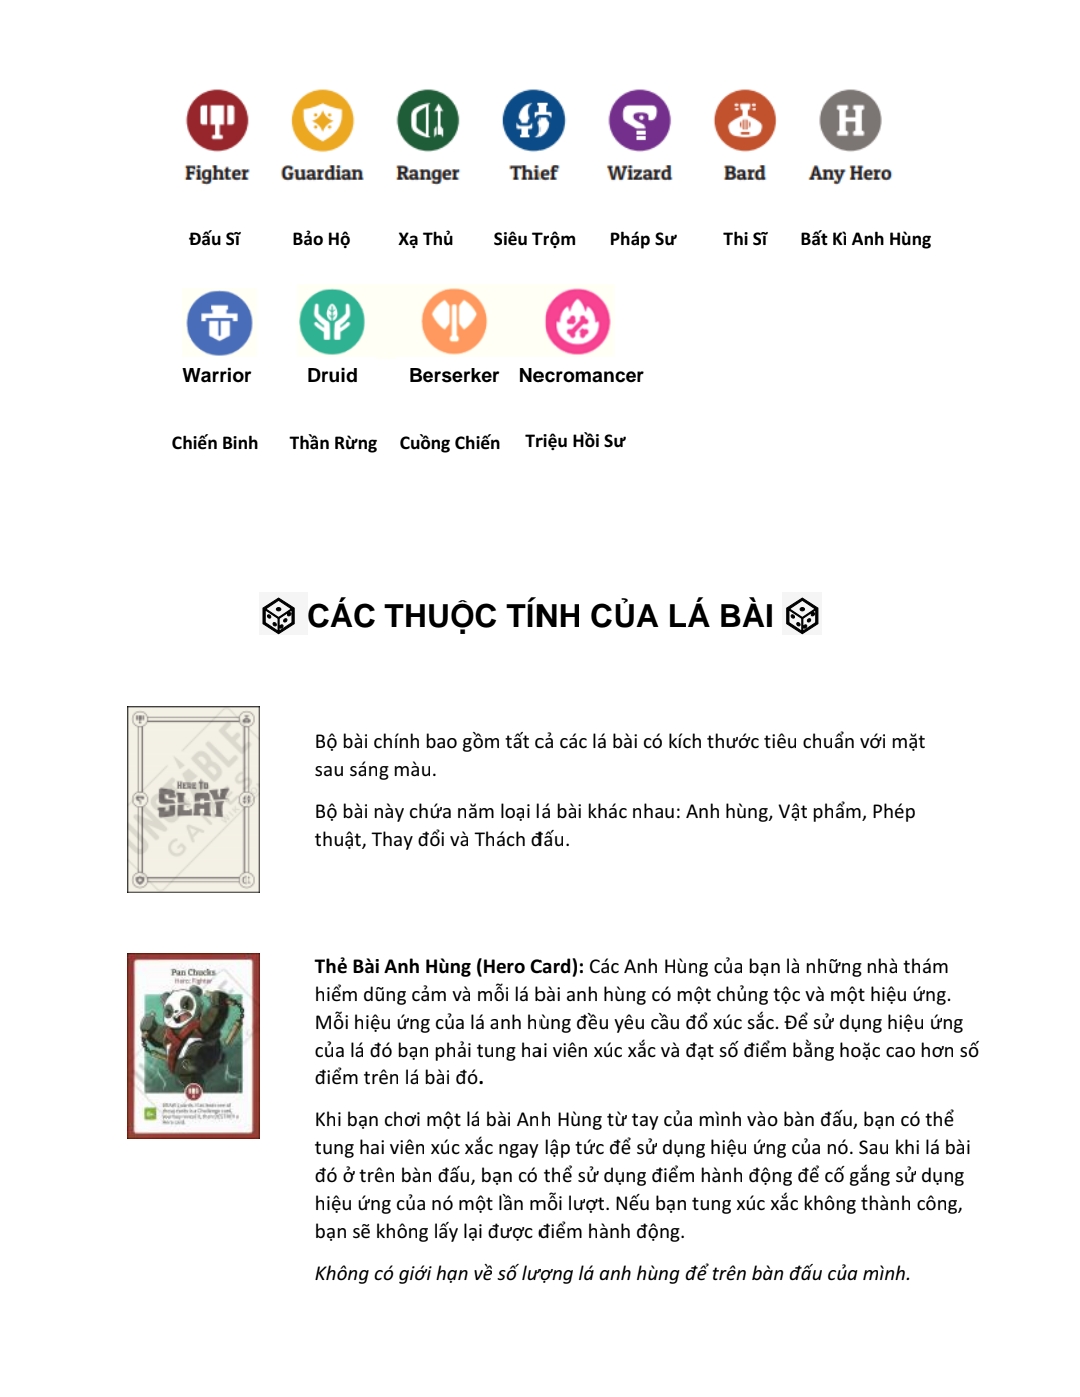 Fighter Guardian Ranger Thief Wizard Bard Any Hero
Đấu Sĩ Bảo Hộ Xạ Thủ Siêu Trộm Pháp Sư Thi Sĩ Bất Kì Anh Hùng
Warrior Druid Berserker Necromancer
Chiến Binh Thần Rừng Cuồng Chiến Triệu Hồi Sư
CÁC THUỘC TÍNH CỦA LÁ BÀI
HERE TO
SLAY
UNSTABLE
GAMES
Bộ bài chính bao gồm tất cả các lá bài có kích thước tiêu chuẩn với mặt
sau sáng màu.
Bộ bài này chứa năm loại lá bài khác nhau: Anh hùng, Vật phẩm, Phép
thuật, Thay đổi và Thách đấu.
Pan Chucks
Hero: Fighter
Thẻ Bài Anh Hùng (Hero Card): Các Anh Hùng của bạn là những nhà thám
hiểm dũng cảm và mỗi lá bài anh hùng có một chủng tộc và một hiệu ứng.
Mỗi hiệu ứng của lá anh hùng đều yêu cầu đổ xúc sắc. Để sử dụng hiệu ứng
của lá đó bạn phải tung hai viên xúc xắc và đạt số điểm bằng hoặc cao hơn số
điểm trên lá bài đó.
Khi bạn chơi một lá bài Anh Hùng từ tay của mình vào bàn đấu, bạn có thể
tung hai viên xúc xắc ngay lập tức để sử dụng hiệu ứng của nó. Sau khi lá bài
đó ở trên bàn đấu, bạn có thể sử dụng điểm hành động để cố gắng sử dụng
hiệu ứng của nó một lần mỗi lượt. Nếu bạn tung xúc xắc không thành công,
bạn sẽ không lấy lại được điểm hành động.
Không có giới hạn về số lượng lá anh hùng để trên bàn đấu của mình.